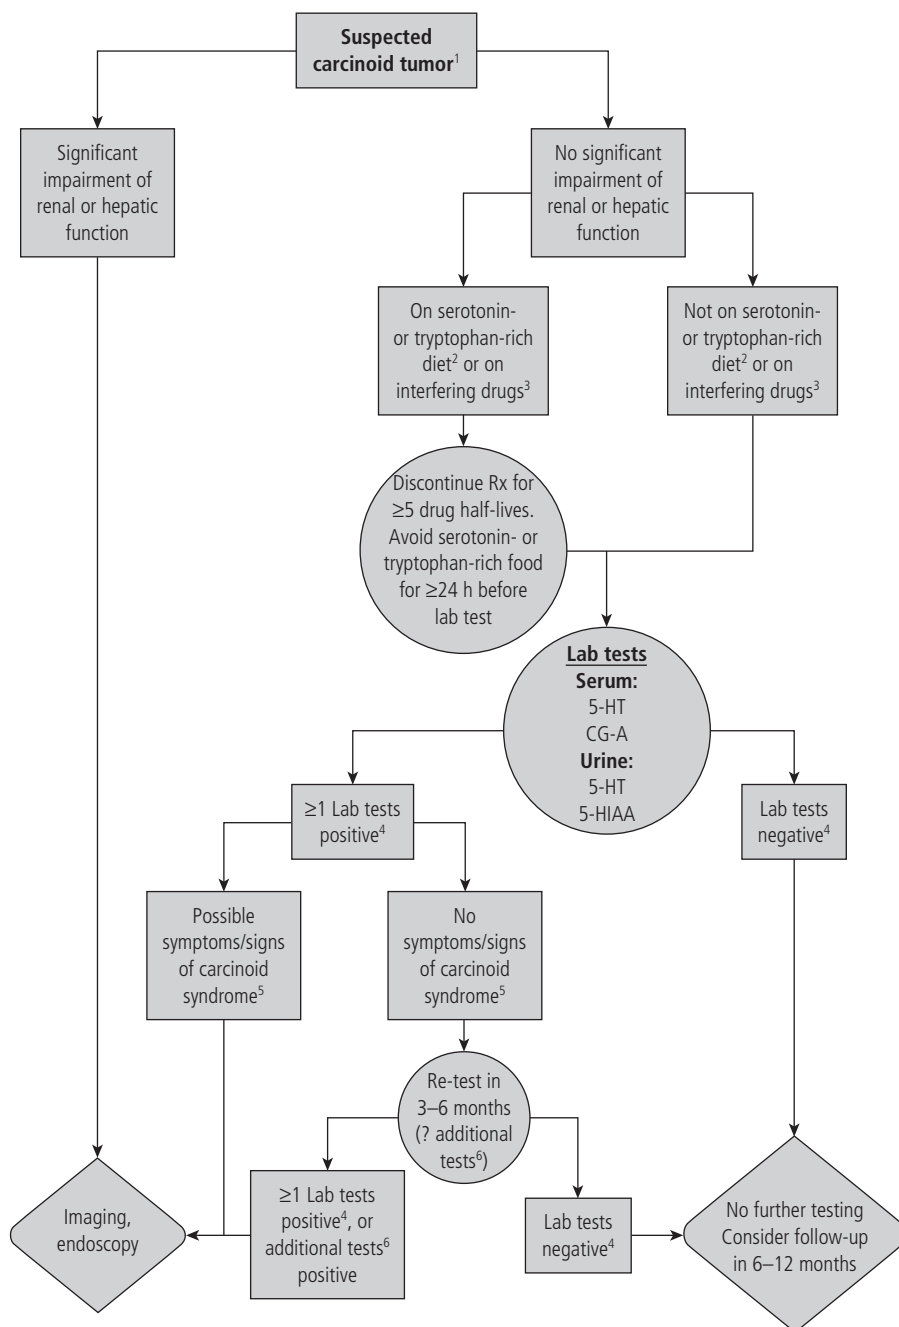 Suspected
carcinoid tumor¹
Significant
impairment of
renal or hepatic
function
No significant
impairment of
renal or hepatic
function
On serotonin-
or tryptophan-rich
diet² or on
interfering drugs³
Not on serotonin-
or tryptophan-rich
diet² or on
interfering drugs³
Discontinue Rx for
≥5 drug half-lives.
Avoid serotonin- or
tryptophan-rich food
for ≥24 h before
lab test
Lab tests
Serum:
5-HT
CG-A
Urine:
5-HT
5-HIAA
≥1 Lab tests
positive⁴
Lab tests
negative⁴
Possible
symptoms/signs
of carcinoid
syndrome⁵
No
symptoms/signs
of carcinoid
syndrome⁵
Re-test in
3–6 months
(? additional
tests⁶)
Imaging,
endoscopy
≥1 Lab tests
positive⁴, or
additional tests⁶
positive
Lab tests
negative⁴
No further testing
Consider follow-up
in 6–12 months